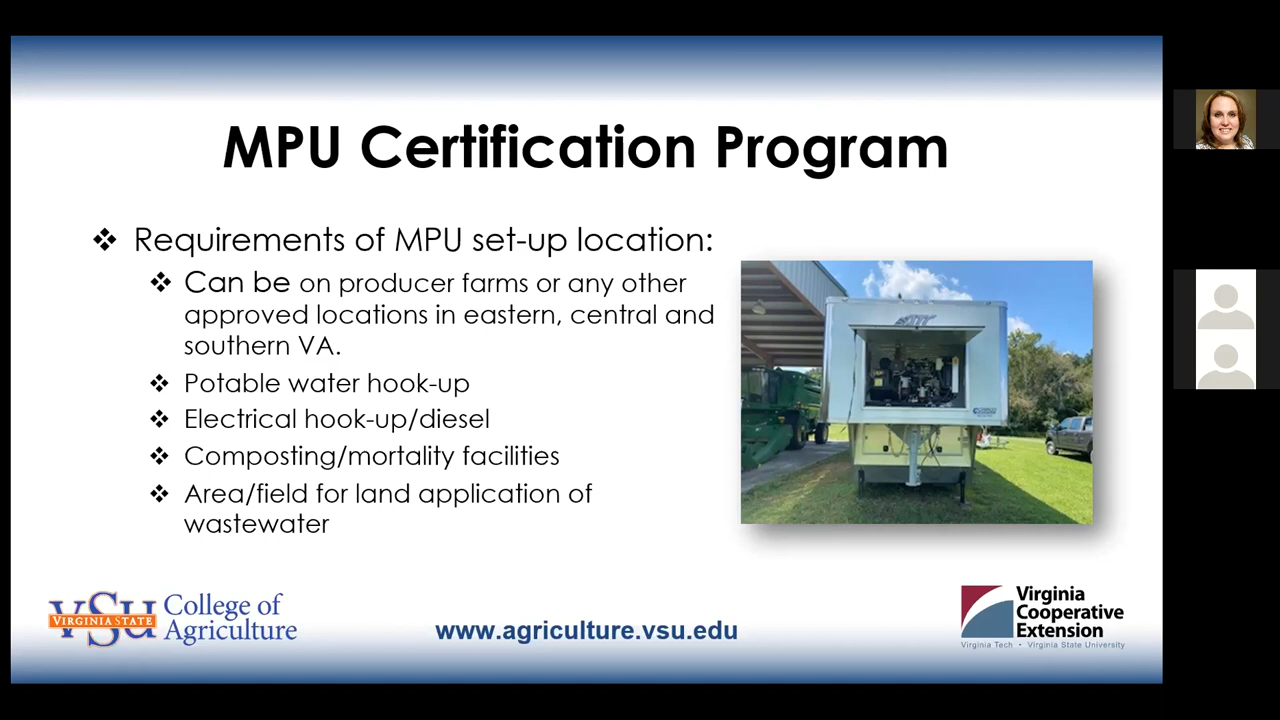 MPU Certification Program
❖ Requirements of MPU set-up location:
❖ Can be on producer farms or any other
approved locations in eastern, central and
southern VA.
❖ Potable water hook-up
❖ Electrical hook-up/diesel
❖ Composting/mortality facilities
❖ Area/field for land application of
wastewater
VSU
VIRGINIA STATE
College of
Agriculture
www.agriculture.vsu.edu
Virginia
Cooperative
Extension
Virginia Tech • Virginia State University